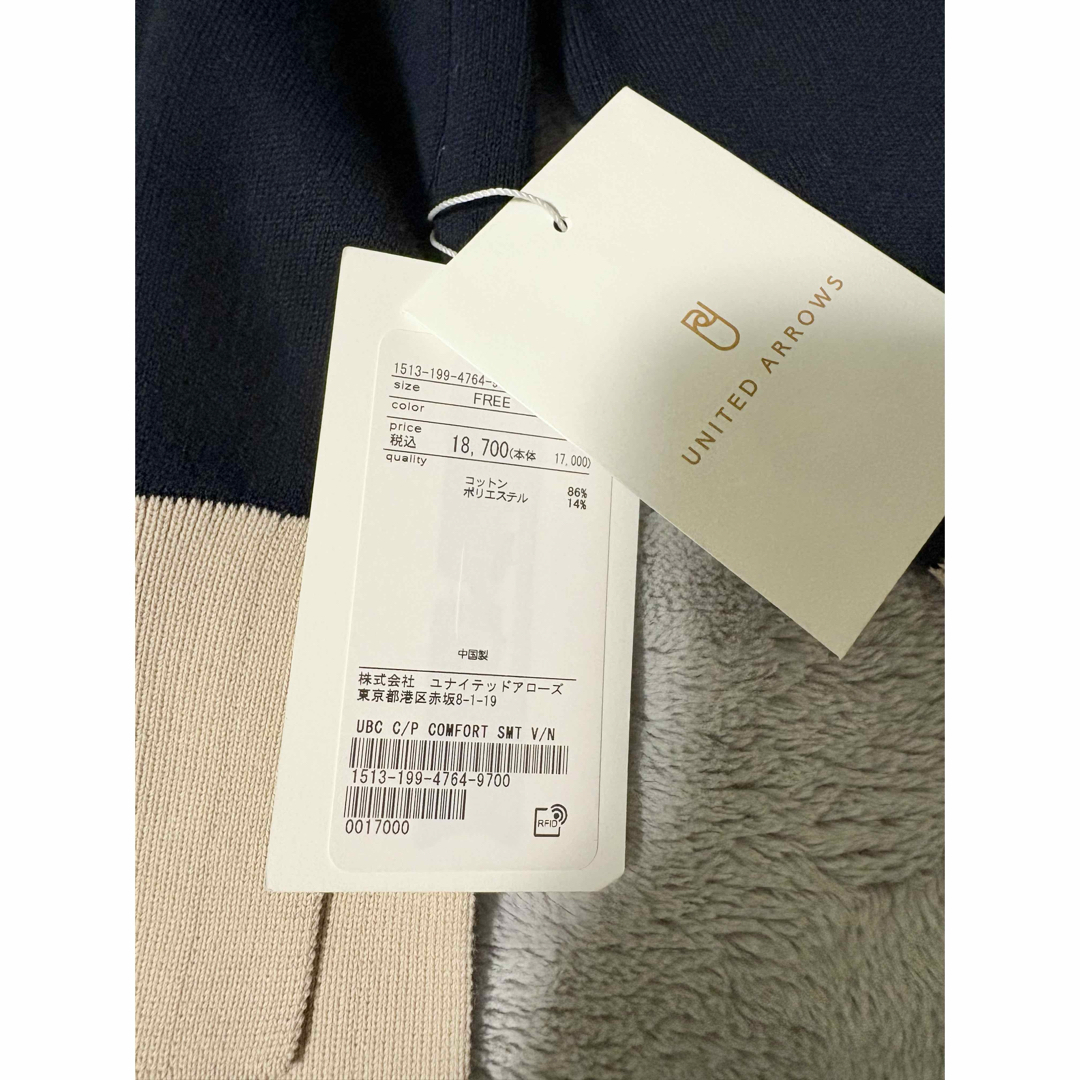 UNITED ARROWS
1513-199-4764-
size
FREE
color
price
税込 18,700(本体 17,000)
quality
コットン 86%
ポリエステル 14%
中国製
株式会社 ユナイテッドアローズ
東京都港区赤坂8-1-19
UBC C/P COMFORT SMT V/N
1513-199-4764-9700
0017000
RFID